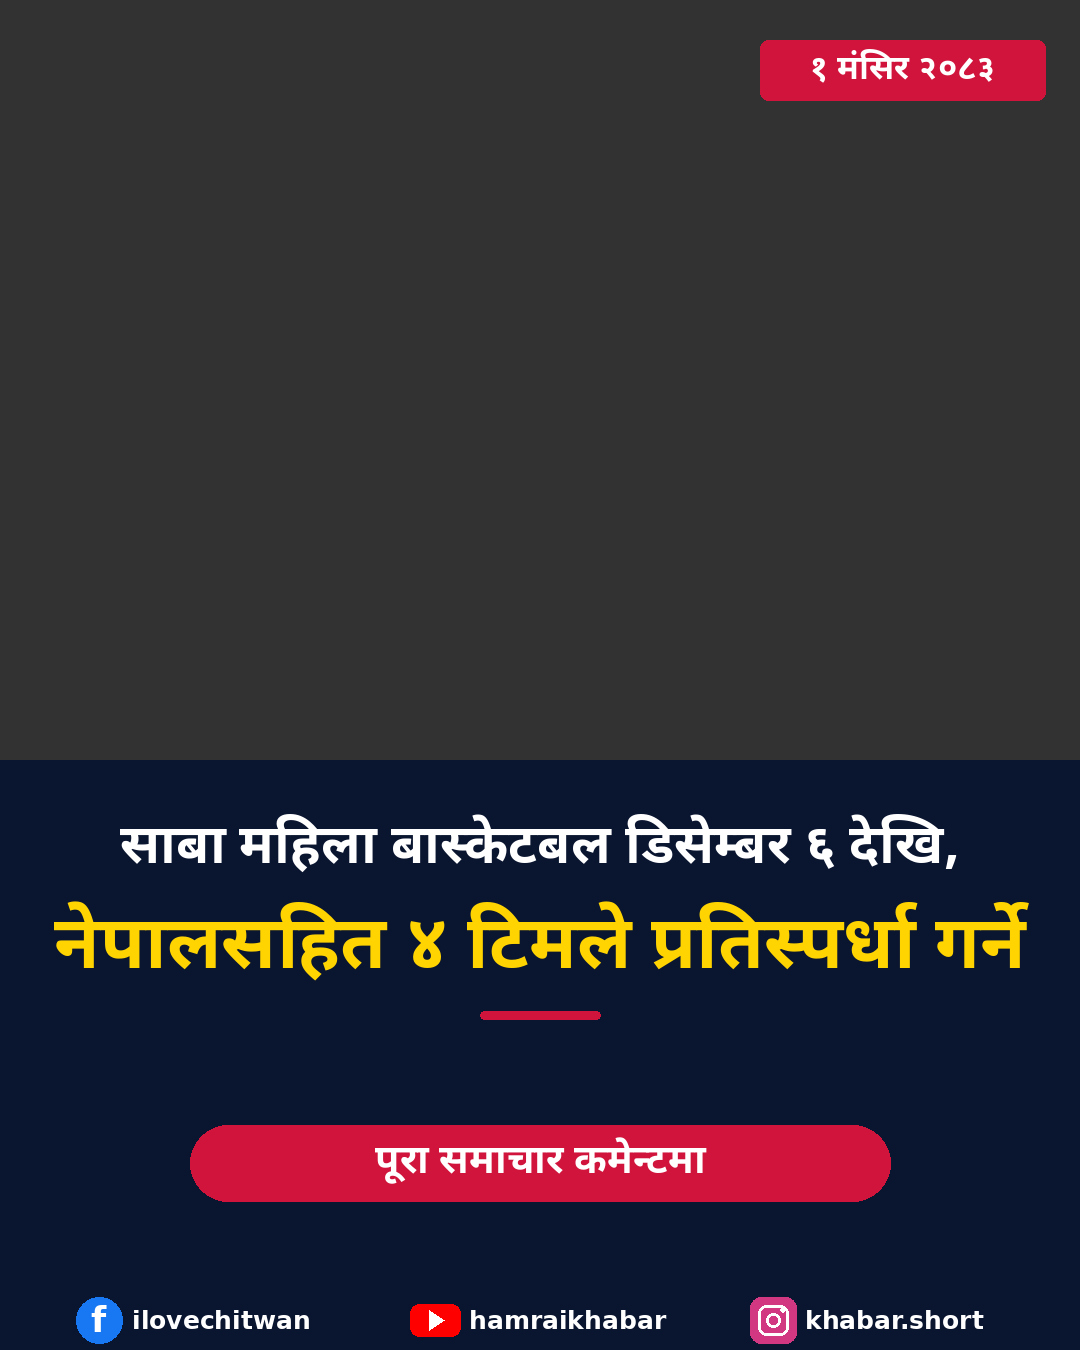 १ मंसिर २०८३
साबा महिला बास्केटबल डिसेम्बर ६ देखि,
नेपालसहित ४ टिमले प्रतिस्पर्धा गर्ने
पूरा समाचार कमेन्टमा
ilovechitwan
hamraikhabar
khabar.short